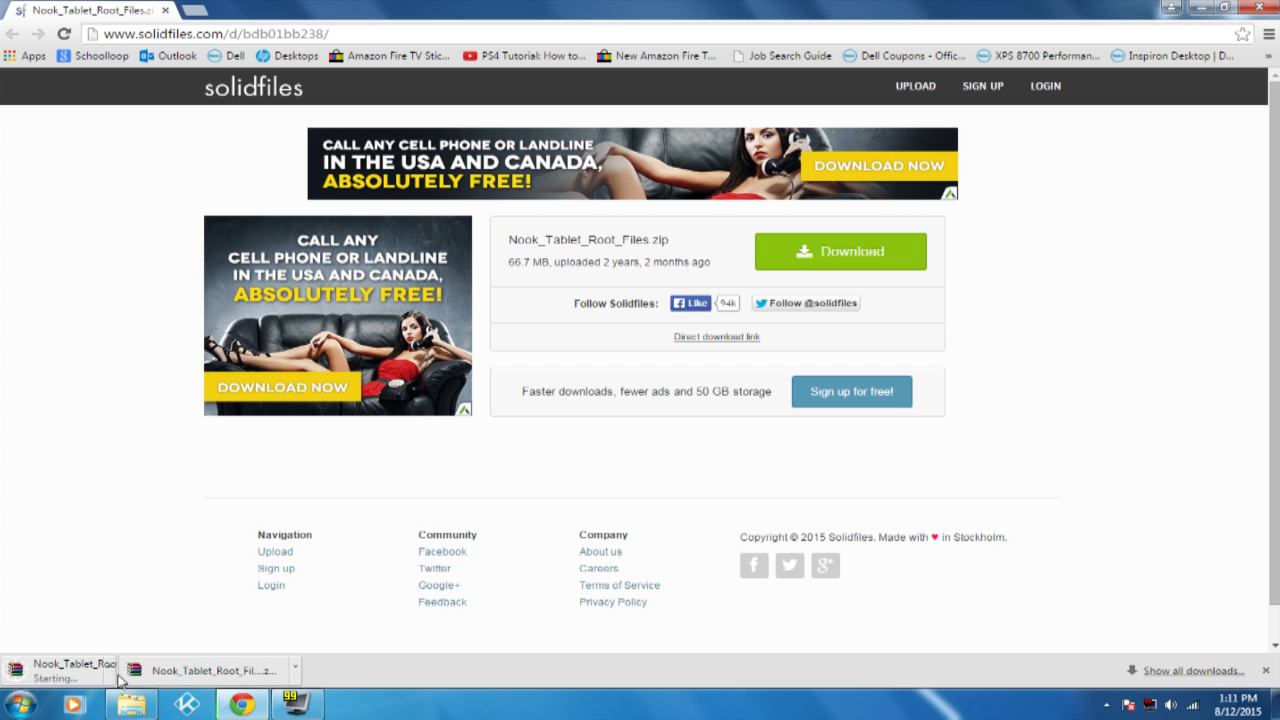 Nook_Tablet_Root_Files.zi
www.solidfiles.com/d/bdb01bb238/
Apps
Schoolloop
Outlook
Dell
Desktops
Amazon Fire TV Stic...
PS4 Tutorial: How to...
New Amazon Fire T...
Job Search Guide
Dell Coupons - Offic...
XPS 8700 Performan...
Inspiron Desktop | D...
»
solidfiles
UPLOAD
SIGN UP
LOGIN
CALL ANY CELL PHONE OR LANDLINE
IN THE USA AND CANADA,
ABSOLUTELY FREE!
DOWNLOAD NOW
CALL ANY
CELL PHONE OR LANDLINE
IN THE USA AND CANADA,
ABSOLUTELY FREE!
DOWNLOAD NOW
Nook_Tablet_Root_Files.zip
66.7 MB, uploaded 2 years, 2 months ago
Download
Follow Solidfiles:
Like
94k
Follow @solidfiles
Direct download link
Faster downloads, fewer ads and 50 GB storage
Sign up for free!
Navigation
Upload
Sign up
Login
Community
Facebook
Twitter
Google+
Feedback
Company
About us
Careers
Terms of Service
Privacy Policy
Copyright © 2015 Solidfiles. Made with ♥ in Stockholm.
Nook_Tablet_Roo
Starting...
Nook_Tablet_Root_Fil....z...
Show all downloads...
99
1:11 PM
8/12/2015